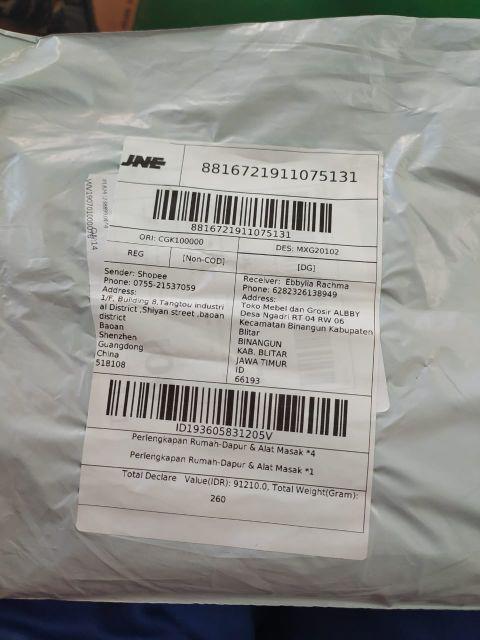 JNE
8816721911075131
8816721911075131
ORI: CGK100000
DES: MXG20102
REG
[Non-COD]
[DG]
Sender: Shopee
Phone: 0755-21537059
Address:
1/F, Building 8,Tangtou industri
al District ,Shiyan street ,baoan
district
Baoan
Shenzhen
Guangdong
China
518108
Receiver: Ebbylia Rachma
Phone: 6282326138949
Address:
Toko Mebel dan Grosir ALBBY
Desa Ngadri RT 04 RW 06
Kecamatan Binangun Kabupaten
Blitar
BINANGUN
KAB. BLITAR
JAWA TIMUR
ID
66193
ID193605831205V
Perlengkapan Rumah-Dapur & Alat Masak *4
Perlengkapan Rumah-Dapur & Alat Masak *1
Total Declare Value(IDR): 91210.0, Total Weight(Gram):
260